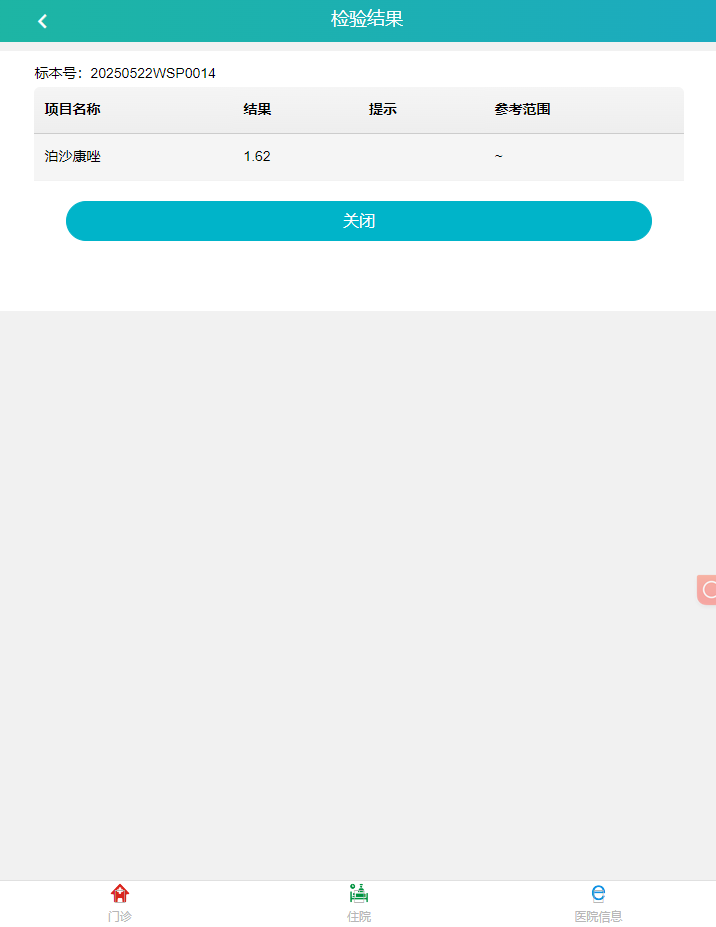 检验结果
标本号：20250522WSP0014
项目名称 结果 提示 参考范围
泊沙康唑 1.62 ~
关闭
门诊 住院 医院信息